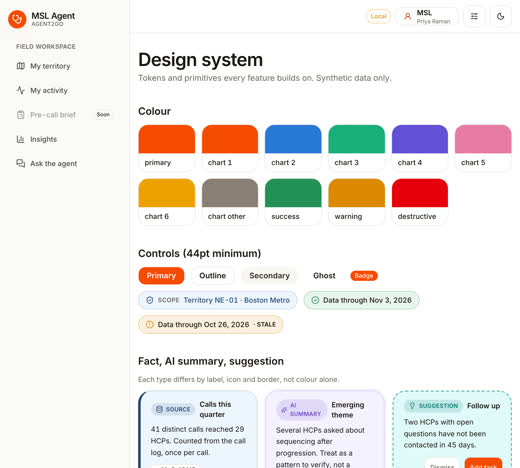 MSL Agent
AGENT2GO
Local
MSL
Priya Raman
FIELD WORKSPACE
My territory
My activity
Pre-call brief
Soon
Insights
Ask the agent
Design system
Tokens and primitives every feature builds on. Synthetic data only.
Colour
primary
chart 1
chart 2
chart 3
chart 4
chart 5
chart 6
chart other
success
warning
destructive
Controls (44pt minimum)
Primary
Outline
Secondary
Ghost
Badge
SCOPE Territory NE-01 · Boston Metro
Data through Nov 3, 2026
Data through Oct 26, 2026 · STALE
Fact, AI summary, suggestion
Each type differs by label, icon and border, not colour alone.
SOURCE
Calls this
quarter
41 distinct calls reached 29
HCPs. Counted from the call
log, once per call.
AI
SUMMARY
Emerging
theme
Several HCPs asked about
sequencing after
progression. Treat as a
pattern to verify, not a
SUGGESTION
Follow up
Two HCPs with open
questions have not been
contacted in 45 days.
Dismiss
Add task